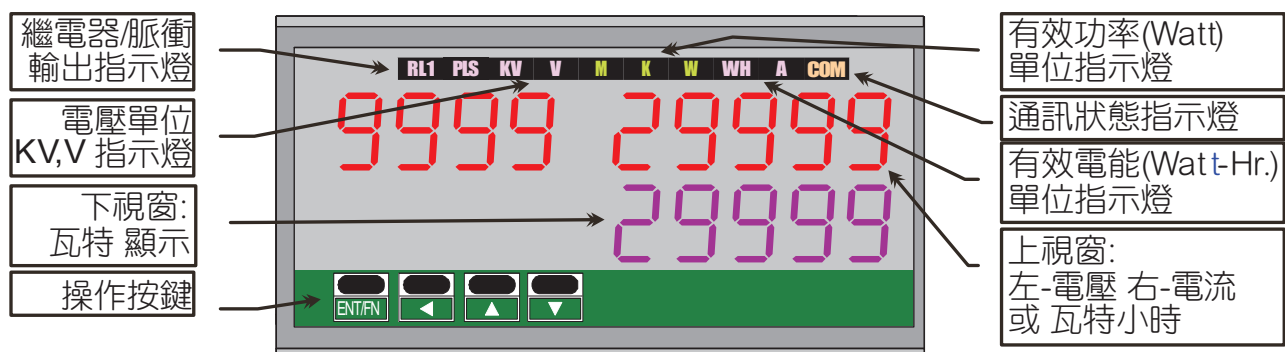 繼電器/脈衝
輸出指示燈
電壓單位
KV,V 指示燈
下視窗:
瓦特 顯示
操作按鍵
RL1 PLS KV V M K W WH A COM
9999 29999
29999
ENT/FN ◀ ▲ ▼
有效功率(Watt)
單位指示燈
通訊狀態指示燈
有效電能(Watt-Hr.)
單位指示燈
上視窗:
左-電壓 右-電流
或 瓦特小時